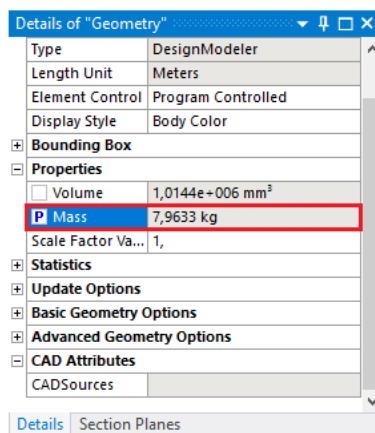 Details of "Geometry"
Type DesignModeler
Length Unit Meters
Element Control Program Controlled
Display Style Body Color
Bounding Box
Properties
Volume 1,0144e+006 mm³
P Mass 7,9633 kg
Scale Factor Va... 1,
Statistics
Update Options
Basic Geometry Options
Advanced Geometry Options
CAD Attributes
CADSources
Details Section Planes